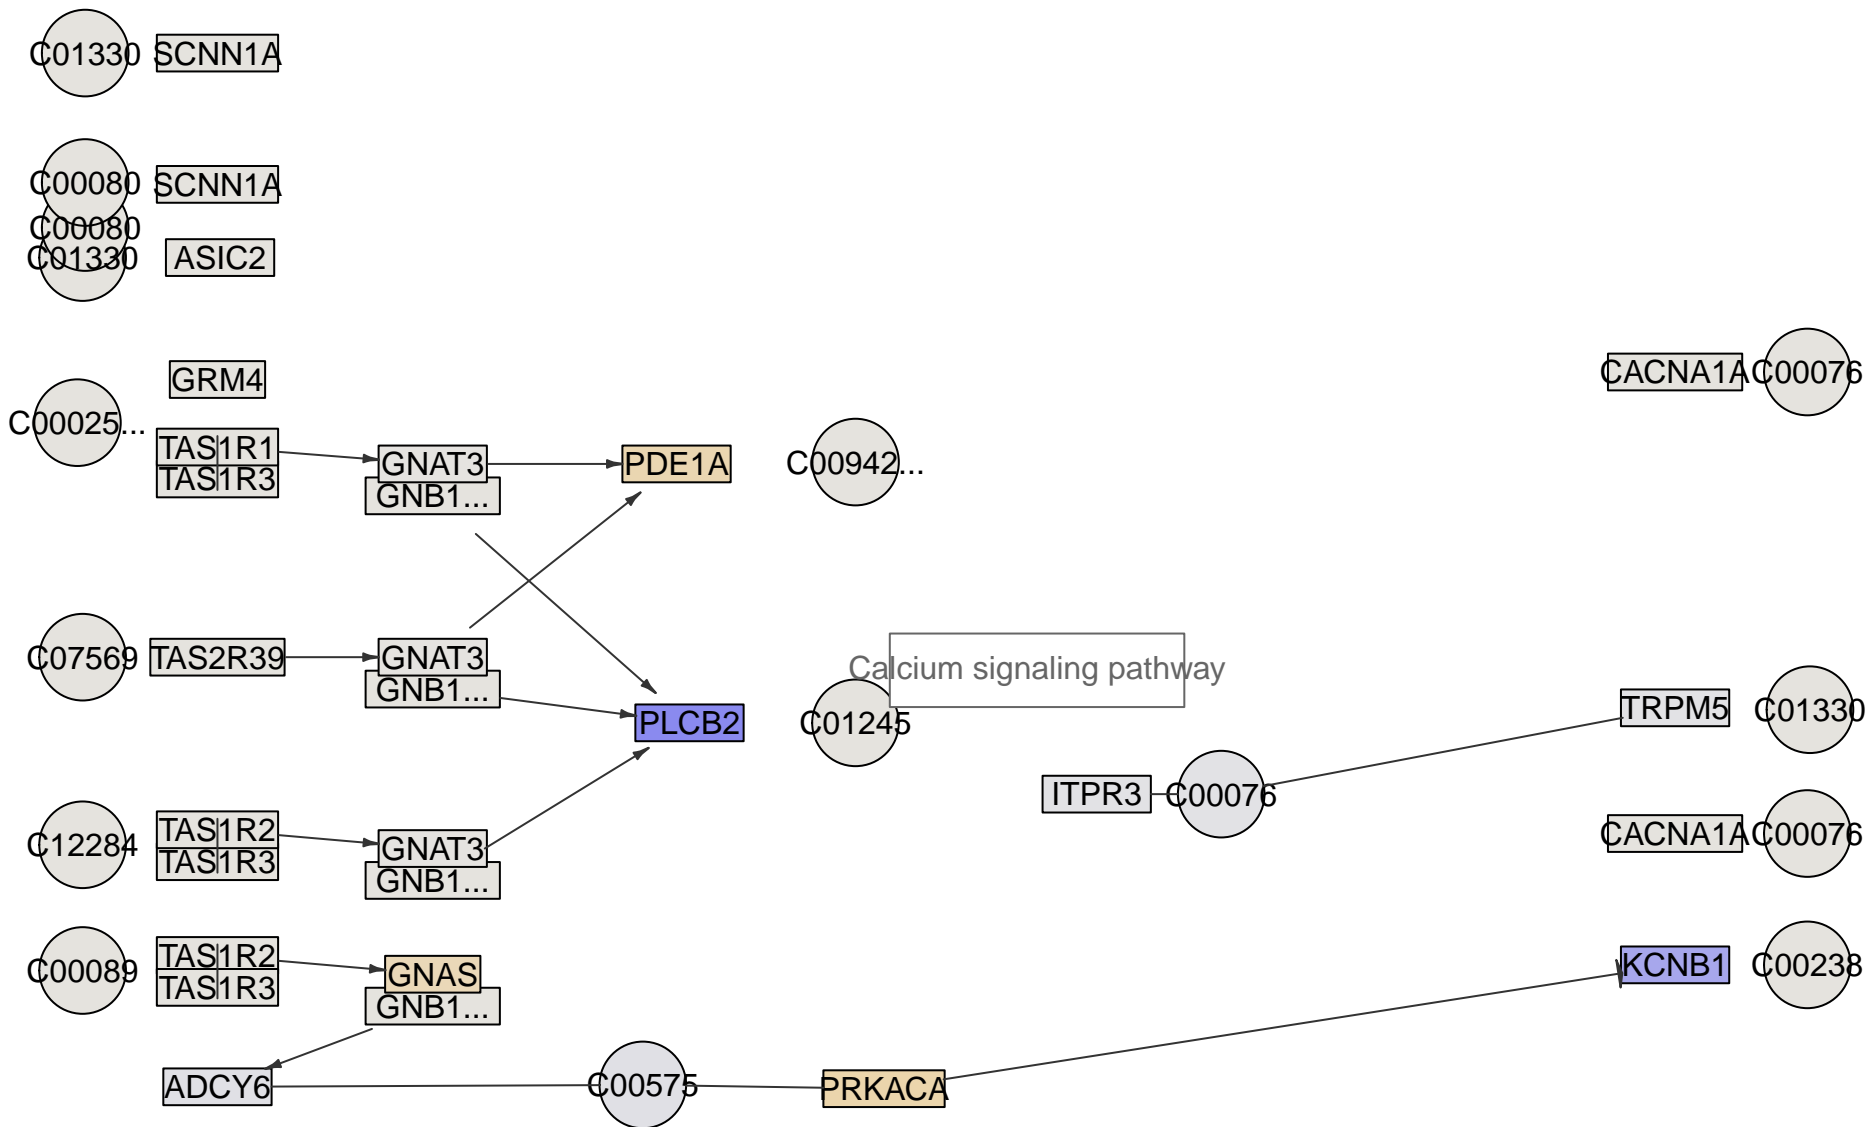 C01330 SCNN1A
C00080 SCNN1A
C00080
C01330 ASIC2
GRM4
CACNA1A C00076
C00025...
TAS1R1
GNAT3 PDE1A C00942...
TAS1R3
GNB1...
C07569 TAS2R39 GNAT3
Calcium signaling pathway
GNB1...
TRPM5 C01330
PLCB2 C01245
ITPR3 C00076
TAS1R2
CACNA1A C00076
C12284
GNAT3
TAS1R3
GNB1...
TAS1R2
KCNB1 C00238
C00089
GNAS
TAS1R3
GNB1...
ADCY6 C00575 PRKACA